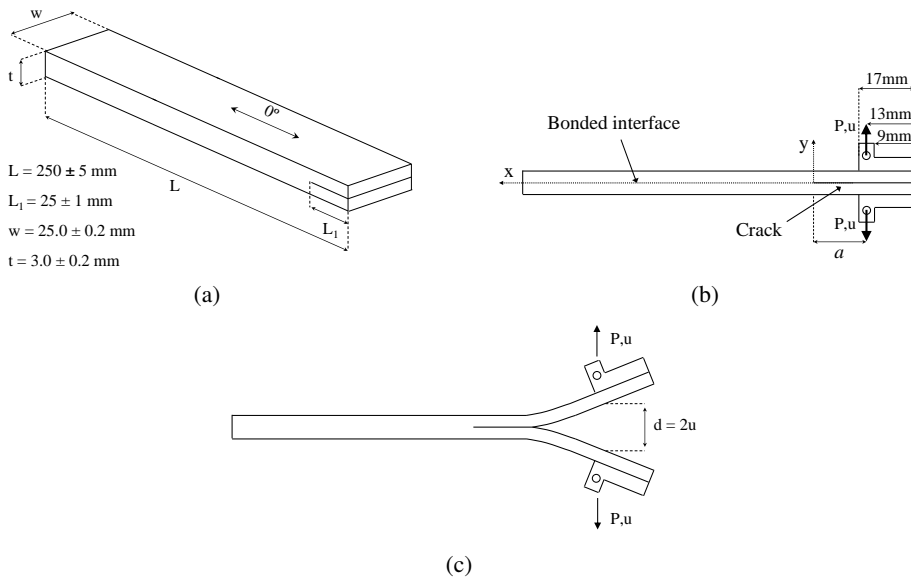 w
t
0º
L = 250 ± 5 mm
L
L1 = 25 ± 1 mm
L1
w = 25.0 ± 0.2 mm
t = 3.0 ± 0.2 mm
(a)
17mm
13mm
P,u
9mm
Bonded interface
y
x
Crack
P,u
a
(b)
P,u
d = 2u
P,u
(c)